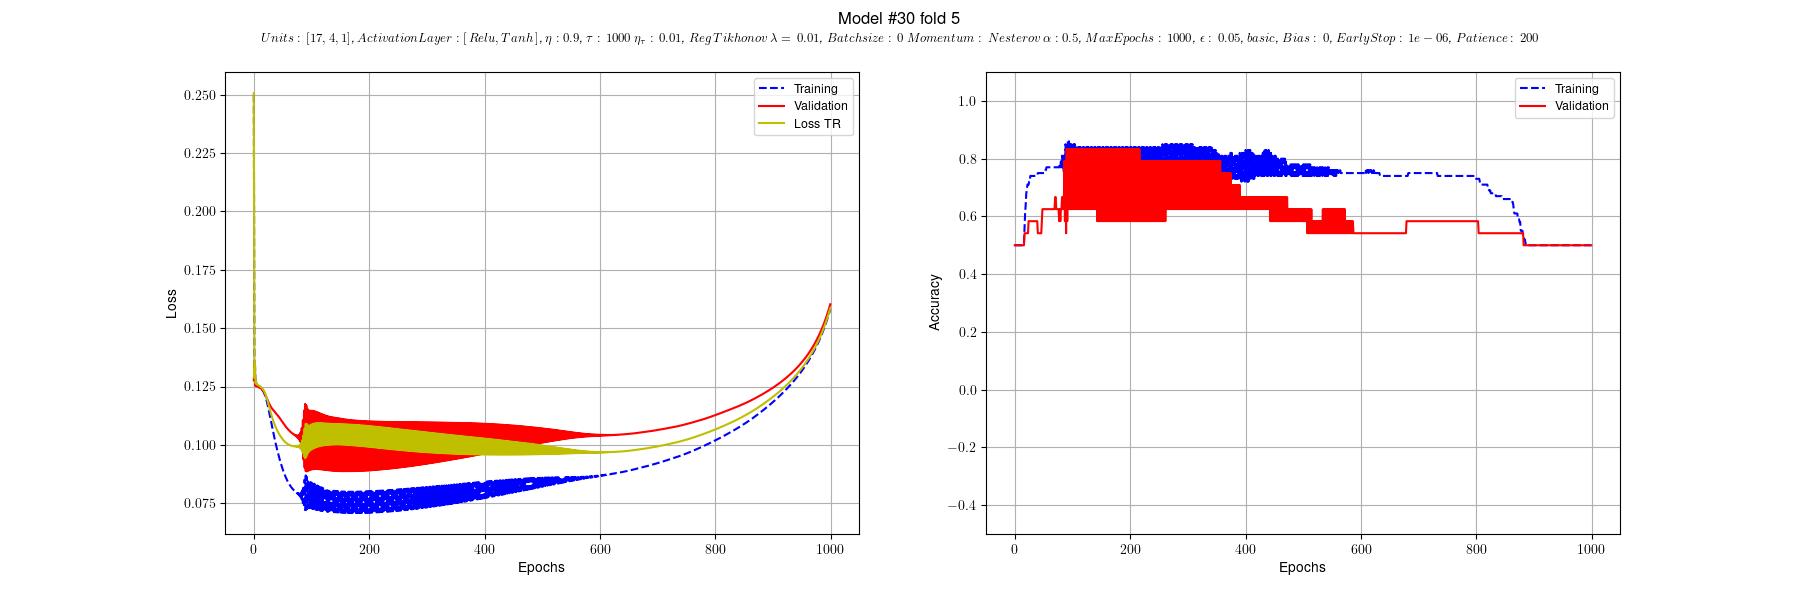 Model #30 fold 5
Units : [17, 4, 1], ActivationLayer : [ Relu, Tanh], η : 0.9, τ : 1000 ητ : 0.01, Reg Tikhonov λ = 0.01, Batchsize : 0 Momentum : Nesterov α : 0.5, MaxEpochs : 1000, ϵ : 0.05, basic, Bias : 0, EarlyStop : 1e − 06, Patience : 200
Training
Validation
Loss TR
0.250
0.225
0.200
0.175
0.150
0.125
0.100
0.075
Loss
0
200
400
600
800
1000
Epochs
Training
Validation
1.0
0.8
0.6
0.4
0.2
0.0
−0.2
−0.4
Accuracy
0
200
400
600
800
1000
Epochs